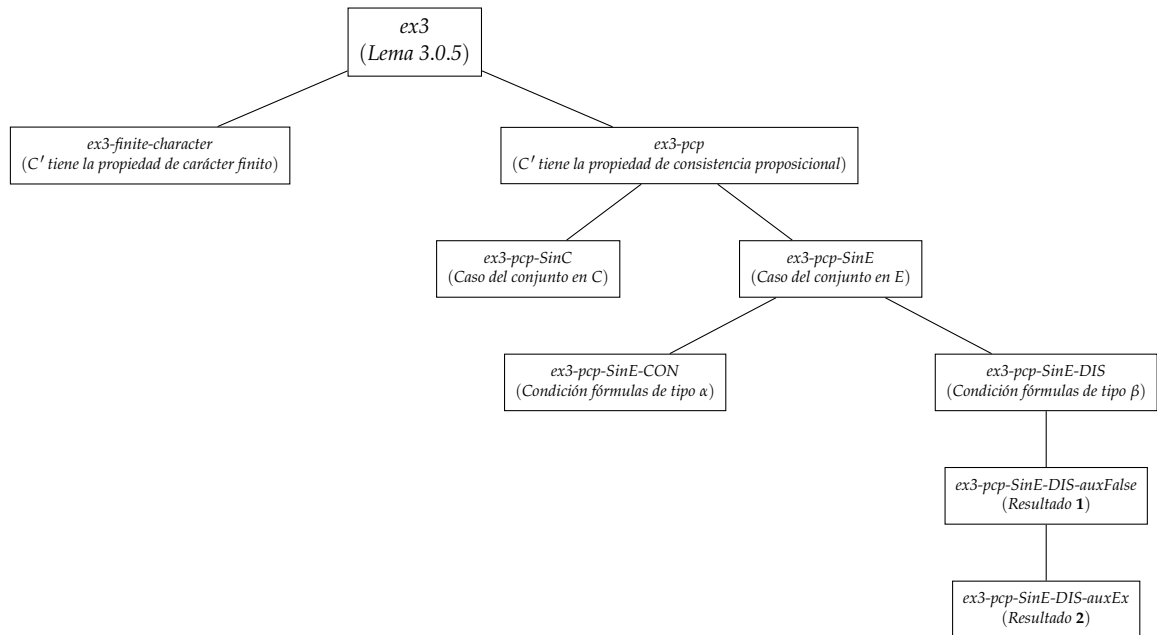 ex3
(Lema 3.0.5)
ex3-finite-character
(C′ tiene la propiedad de carácter finito)
ex3-pcp
(C′ tiene la propiedad de consistencia proposicional)
ex3-pcp-SinC
(Caso del conjunto en C)
ex3-pcp-SinE
(Caso del conjunto en E)
ex3-pcp-SinE-CON
(Condición fórmulas de tipo α)
ex3-pcp-SinE-DIS
(Condición fórmulas de tipo β)
ex3-pcp-SinE-DIS-auxFalse
(Resultado 1)
ex3-pcp-SinE-DIS-auxEx
(Resultado 2)